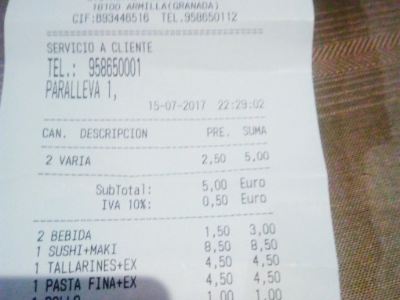 18100 ARMILLA(GRANADA)
CIF:B93446516 TEL.958650112
SERVICIO A CLIENTE
TEL.: 958650001
PARALLEVA 1,
15-07-2017 22:29:02
CAN. DESCRIPCION PRE. SUMA
2 VARIA 2,50 5,00
SubTotal: 5,00 Euro
IVA 10%: 0,50 Euro
2 BEBIDA 1,50 3,00
1 SUSHI+MAKI 8,50 8,50
1 TALLARINES+EX 4,50 4,50
1 PASTA FINA+EX 4,50 4,50
1 POLLO 1,00 1,00